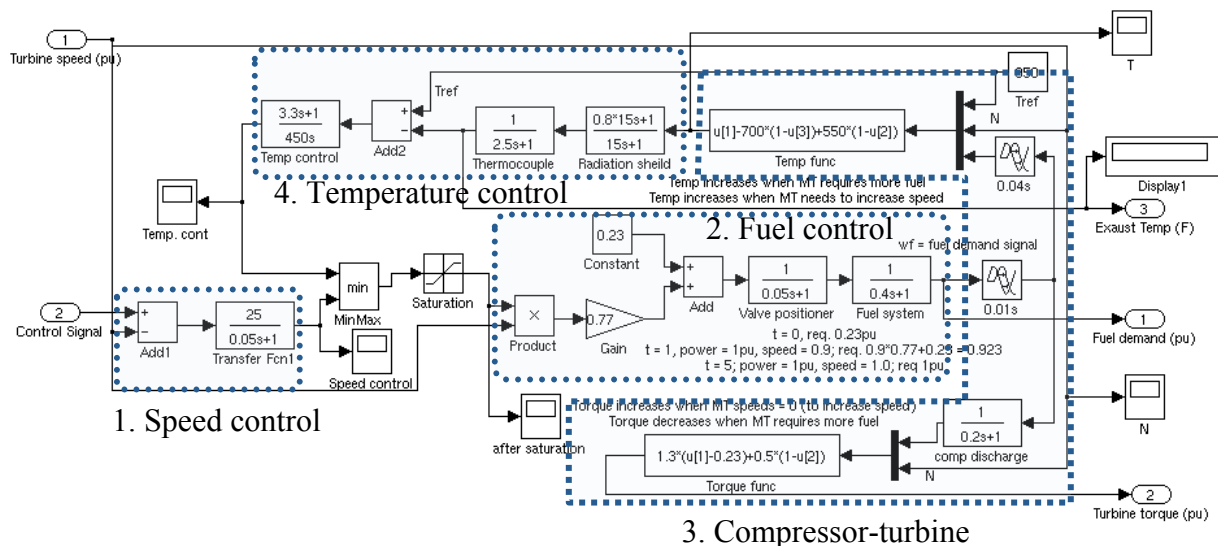 1
Turbine speed (pu)
T
Tref
950
Tref
3.3s+1
450s
Temp control
+
−
Add2
1
2.5s+1
Thermocouple
0.8*15s+1
15s+1
Radiation sheild
u[1]-700*(1-u[3])+550*(1-u[2])
Temp func
N
0.04s
Display1
4. Temperature control
Temp increases when MT requires more fuel
Temp increases when MT needs to increase speed
3
Exaust Temp (F)
Temp. cont
2. Fuel control
0.23
Constant
wf = fuel demand signal
min
MinMax
Saturation
+
+
Add
1
0.05s+1
Valve positioner
1
0.4s+1
Fuel system
0.01s
2
Control Signal
+
−
Add1
25
0.05s+1
Transfer Fcn1
Speed control
×
Product
0.77
Gain
1
Fuel demand (pu)
t = 0, req. 0.23pu
t = 1, power = 1pu, speed = 0.9; req. 0.9*0.77+0.23 = 0.923
t = 5; power = 1pu, speed = 1.0; req 1pu
1. Speed control
after saturation
Torque increases when MT speeds = 0 (to increase speed)
Torque decreases when MT requires more fuel
1
0.2s+1
comp discharge
N
1.3*(u[1]-0.23)+0.5*(1-u[2])
Torque func
N
2
Turbine torque (pu)
3. Compressor-turbine